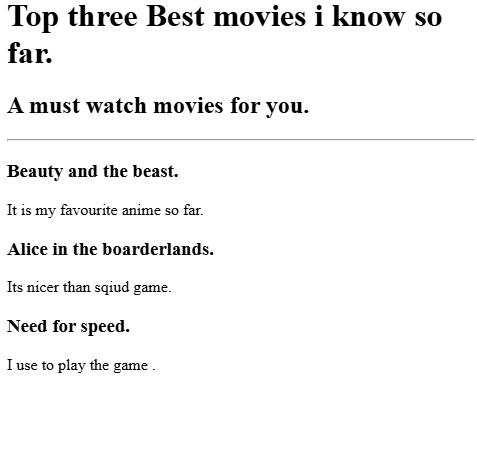 Top three Best movies i know so
far.
A must watch movies for you.
Beauty and the beast.
It is my favourite anime so far.
Alice in the boarderlands.
Its nicer than sqiud game.
Need for speed.
I use to play the game .